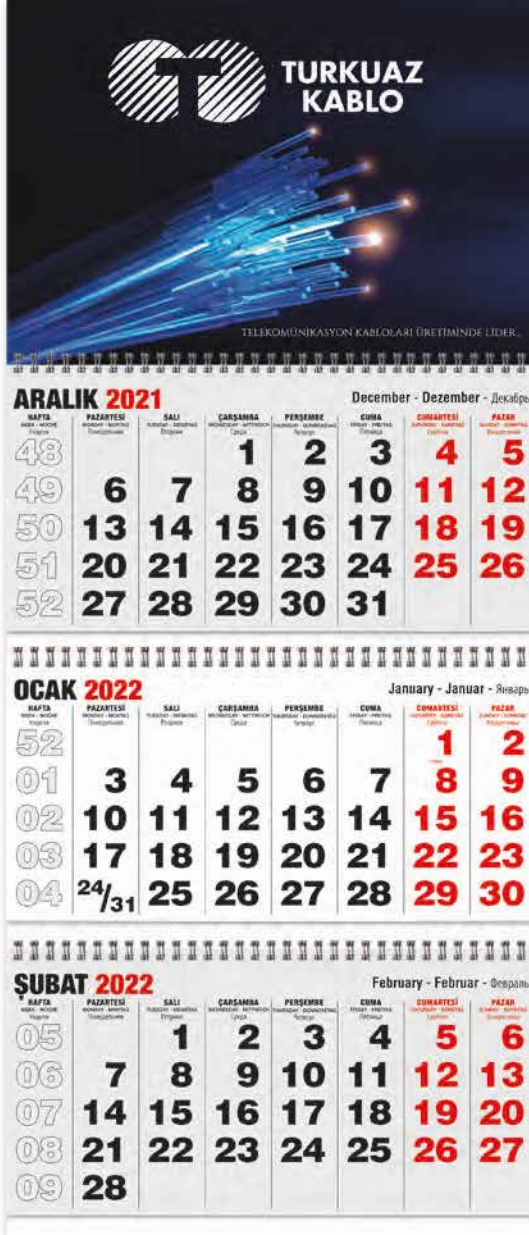 TURKUAZ
KABLO
TELEKOMÜNİKASYON KABLOLARI ÜRETİMİNDE LİDER...
ARALIK 2021 December - Dezember - Декабрь
HAFTA PAZARTESİ SALI ÇARŞAMBA PERŞEMBE CUMA CUMARTESİ PAZAR
48 1 2 3 4 5
49 6 7 8 9 10 11 12
50 13 14 15 16 17 18 19
51 20 21 22 23 24 25 26
52 27 28 29 30 31
OCAK 2022 January - Januar - Январь
HAFTA PAZARTESİ SALI ÇARŞAMBA PERŞEMBE CUMA CUMARTESİ PAZAR
52 1 2
01 3 4 5 6 7 8 9
02 10 11 12 13 14 15 16
03 17 18 19 20 21 22 23
04 24/31 25 26 27 28 29 30
ŞUBAT 2022 February - Februar - Февраль
HAFTA PAZARTESİ SALI ÇARŞAMBA PERŞEMBE CUMA CUMARTESİ PAZAR
05 1 2 3 4 5 6
06 7 8 9 10 11 12 13
07 14 15 16 17 18 19 20
08 21 22 23 24 25 26 27
09 28